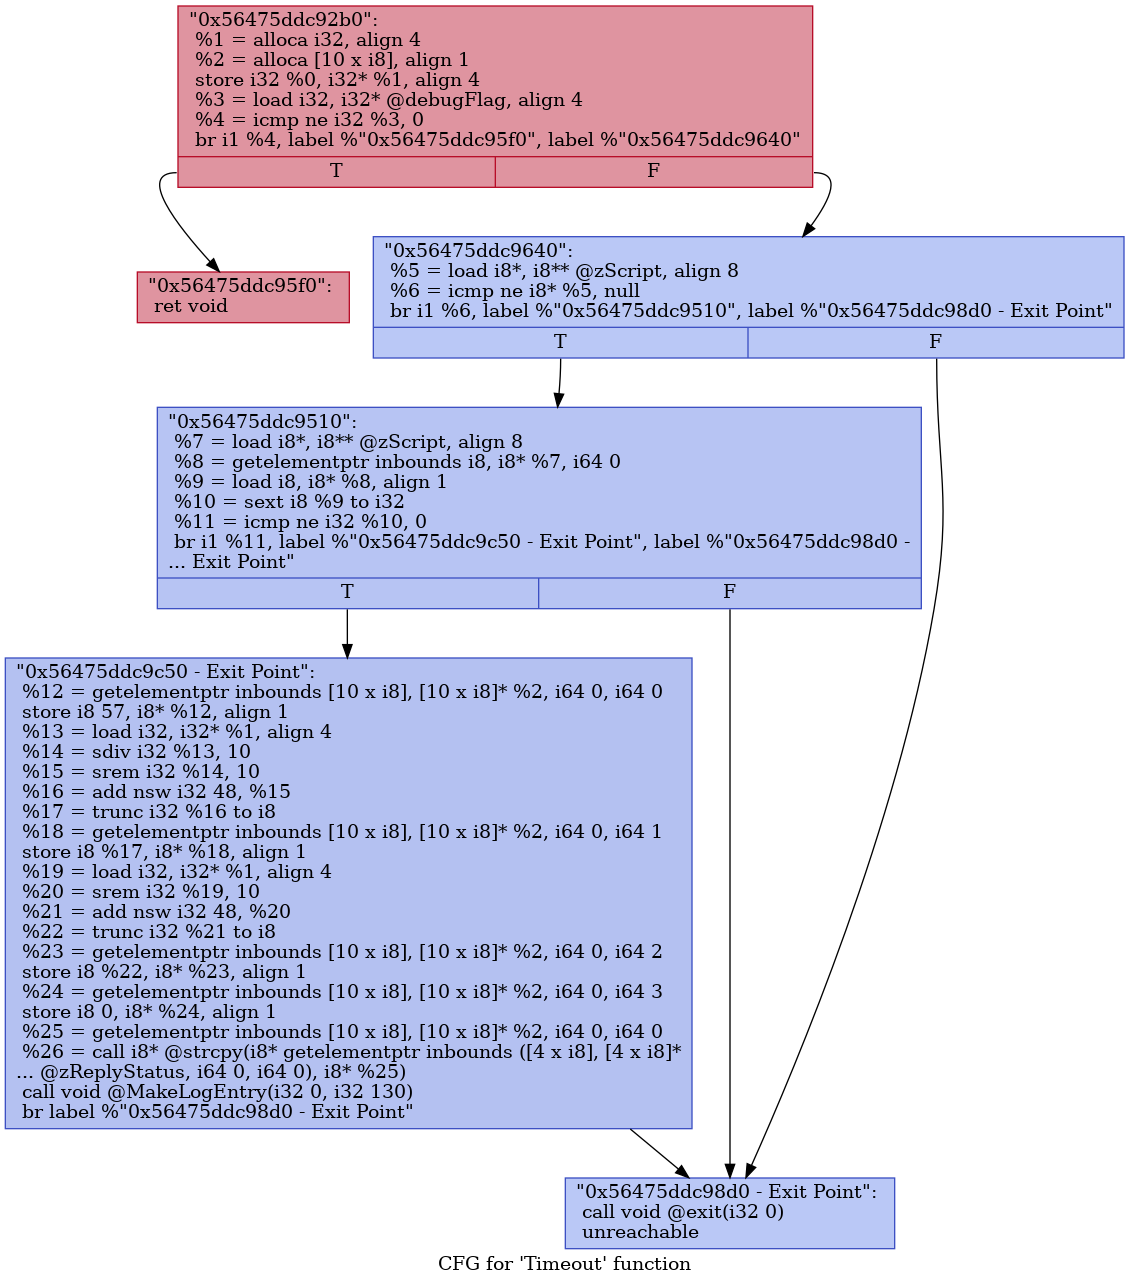 "0x56475ddc92b0":
%1 = alloca i32, align 4
%2 = alloca [10 x i8], align 1
store i32 %0, i32* %1, align 4
%3 = load i32, i32* @debugFlag, align 4
%4 = icmp ne i32 %3, 0
br i1 %4, label %"0x56475ddc95f0", label %"0x56475ddc9640"
T F
"0x56475ddc95f0":
ret void
"0x56475ddc9640":
%5 = load i8*, i8** @zScript, align 8
%6 = icmp ne i8* %5, null
br i1 %6, label %"0x56475ddc9510", label %"0x56475ddc98d0 - Exit Point"
T F
"0x56475ddc9510":
%7 = load i8*, i8** @zScript, align 8
%8 = getelementptr inbounds i8, i8* %7, i64 0
%9 = load i8, i8* %8, align 1
%10 = sext i8 %9 to i32
%11 = icmp ne i32 %10, 0
br i1 %11, label %"0x56475ddc9c50 - Exit Point", label %"0x56475ddc98d0 -
... Exit Point"
T F
"0x56475ddc9c50 - Exit Point":
%12 = getelementptr inbounds [10 x i8], [10 x i8]* %2, i64 0, i64 0
store i8 57, i8* %12, align 1
%13 = load i32, i32* %1, align 4
%14 = sdiv i32 %13, 10
%15 = srem i32 %14, 10
%16 = add nsw i32 48, %15
%17 = trunc i32 %16 to i8
%18 = getelementptr inbounds [10 x i8], [10 x i8]* %2, i64 0, i64 1
store i8 %17, i8* %18, align 1
%19 = load i32, i32* %1, align 4
%20 = srem i32 %19, 10
%21 = add nsw i32 48, %20
%22 = trunc i32 %21 to i8
%23 = getelementptr inbounds [10 x i8], [10 x i8]* %2, i64 0, i64 2
store i8 %22, i8* %23, align 1
%24 = getelementptr inbounds [10 x i8], [10 x i8]* %2, i64 0, i64 3
store i8 0, i8* %24, align 1
%25 = getelementptr inbounds [10 x i8], [10 x i8]* %2, i64 0, i64 0
%26 = call i8* @strcpy(i8* getelementptr inbounds ([4 x i8], [4 x i8]*
... @zReplyStatus, i64 0, i64 0), i8* %25)
call void @MakeLogEntry(i32 0, i32 130)
br label %"0x56475ddc98d0 - Exit Point"
"0x56475ddc98d0 - Exit Point":
call void @exit(i32 0)
unreachable
CFG for 'Timeout' function